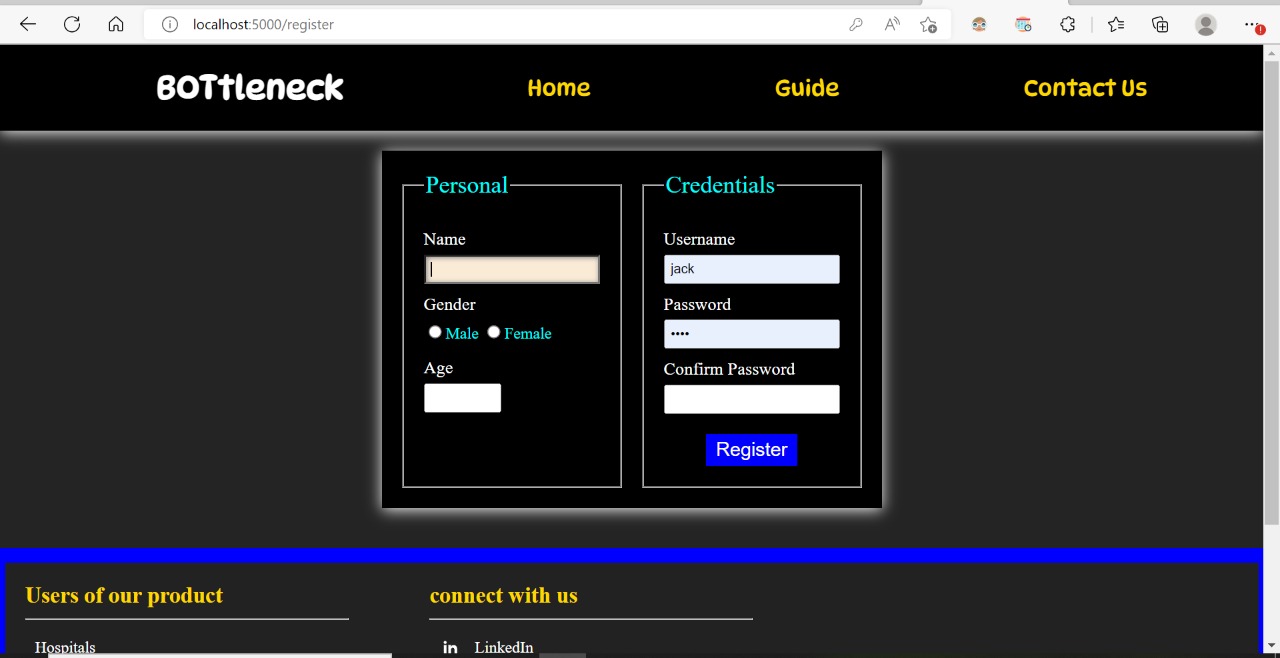 localhost:5000/register
BOTtleneck Home Guide Contact Us
Personal
Name
Gender
Male Female
Age
Credentials
Username
jack
Password
••••
Confirm Password
Register
Users of our product
Hospitals
connect with us
in LinkedIn